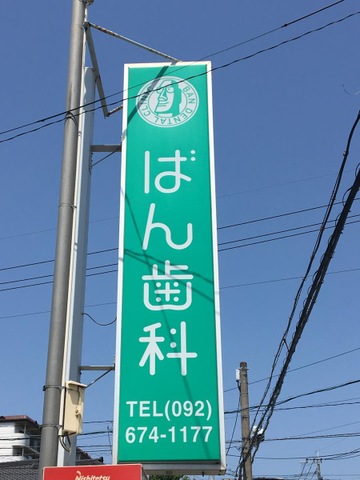 BAN DENTAL CLINIC
ばん歯科
TEL(092)
674-1177
Nishitetsu